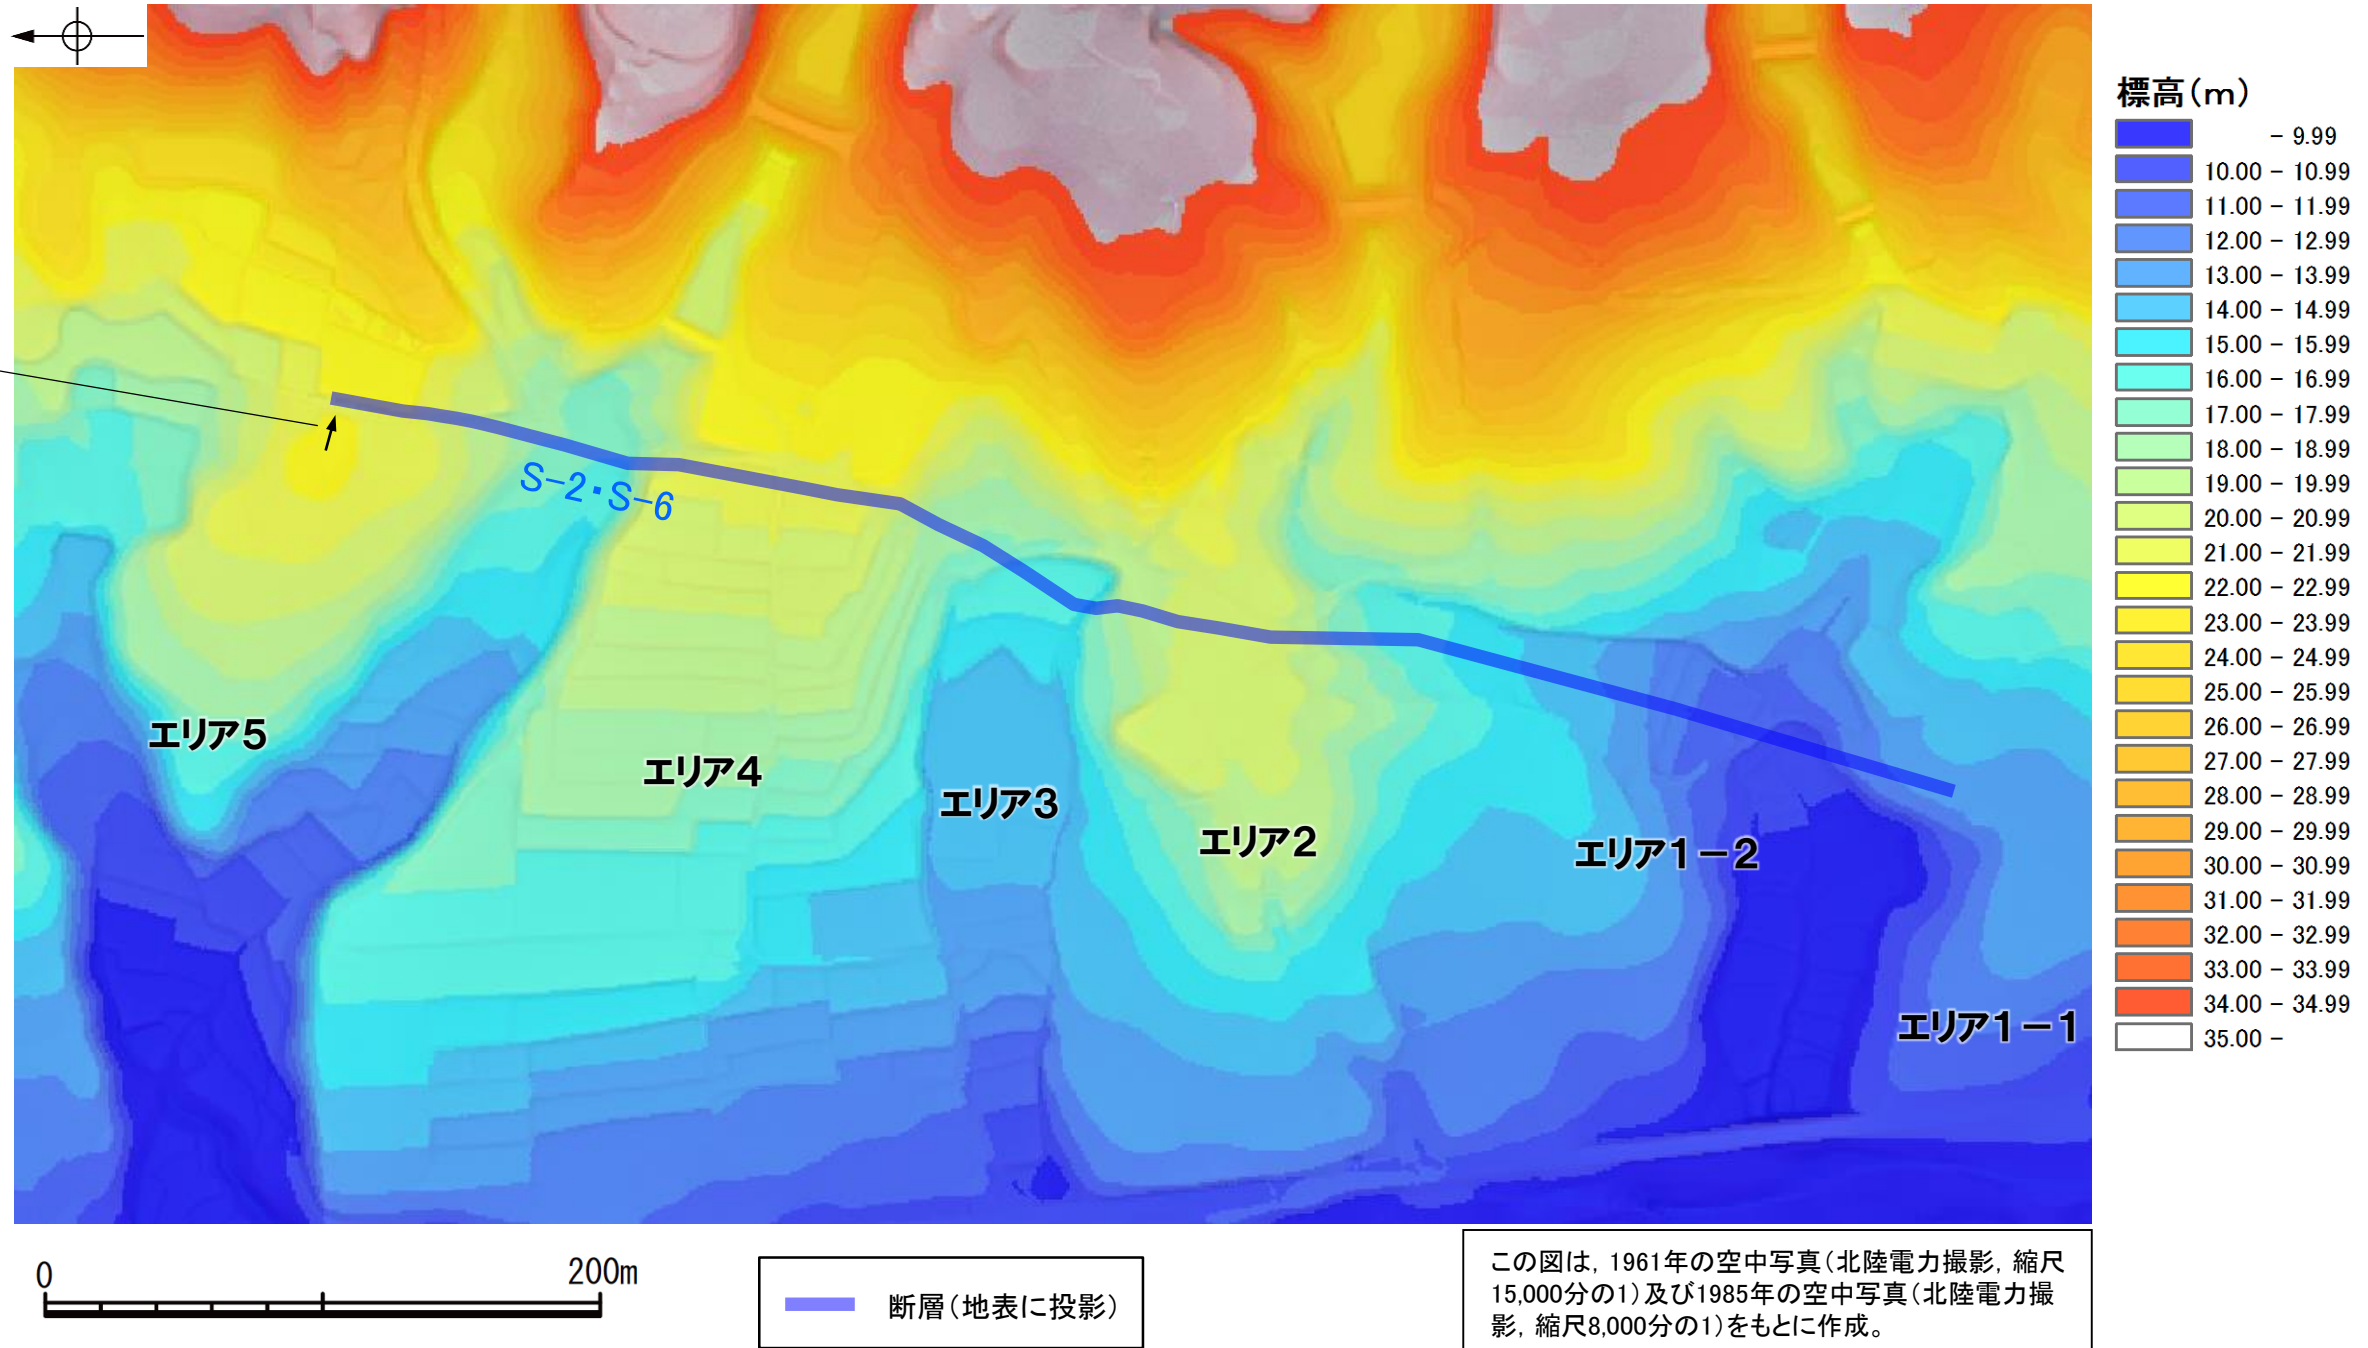 標高(m)
- 9.99
10.00 - 10.99
11.00 - 11.99
12.00 - 12.99
13.00 - 13.99
14.00 - 14.99
15.00 - 15.99
16.00 - 16.99
17.00 - 17.99
18.00 - 18.99
19.00 - 19.99
20.00 - 20.99
21.00 - 21.99
22.00 - 22.99
23.00 - 23.99
24.00 - 24.99
25.00 - 25.99
26.00 - 26.99
27.00 - 27.99
28.00 - 28.99
29.00 - 29.99
30.00 - 30.99
31.00 - 31.99
32.00 - 32.99
33.00 - 33.99
34.00 - 34.99
35.00 -
S-2・S-6
エリア5
エリア4
エリア3
エリア2
エリア1-2
エリア1-1
0 200m
断層(地表に投影)
この図は, 1961年の空中写真(北陸電力撮影, 縮尺
15,000分の1)及び1985年の空中写真(北陸電力撮
影, 縮尺8,000分の1)をもとに作成。